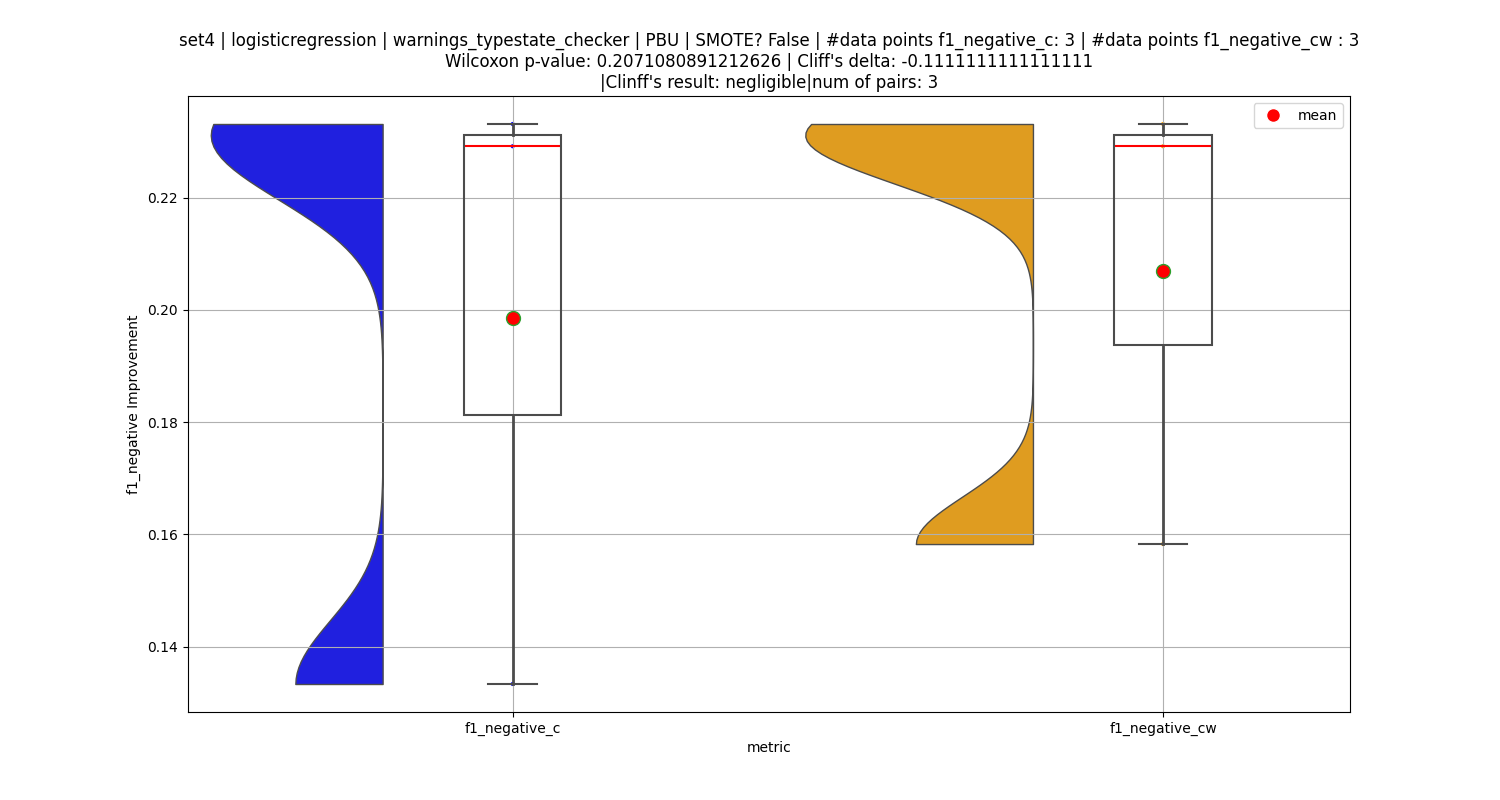 set4 | logisticregression | warnings_typestate_checker | PBU | SMOTE? False | #data points f1_negative_c: 3 | #data points f1_negative_cw : 3
Wilcoxon p-value: 0.2071080891212626 | Cliff's delta: -0.1111111111111111
|Clinff's result: negligible|num of pairs: 3
mean
f1_negative Improvement
0.22
0.20
0.18
0.16
0.14
f1_negative_c
f1_negative_cw
metric